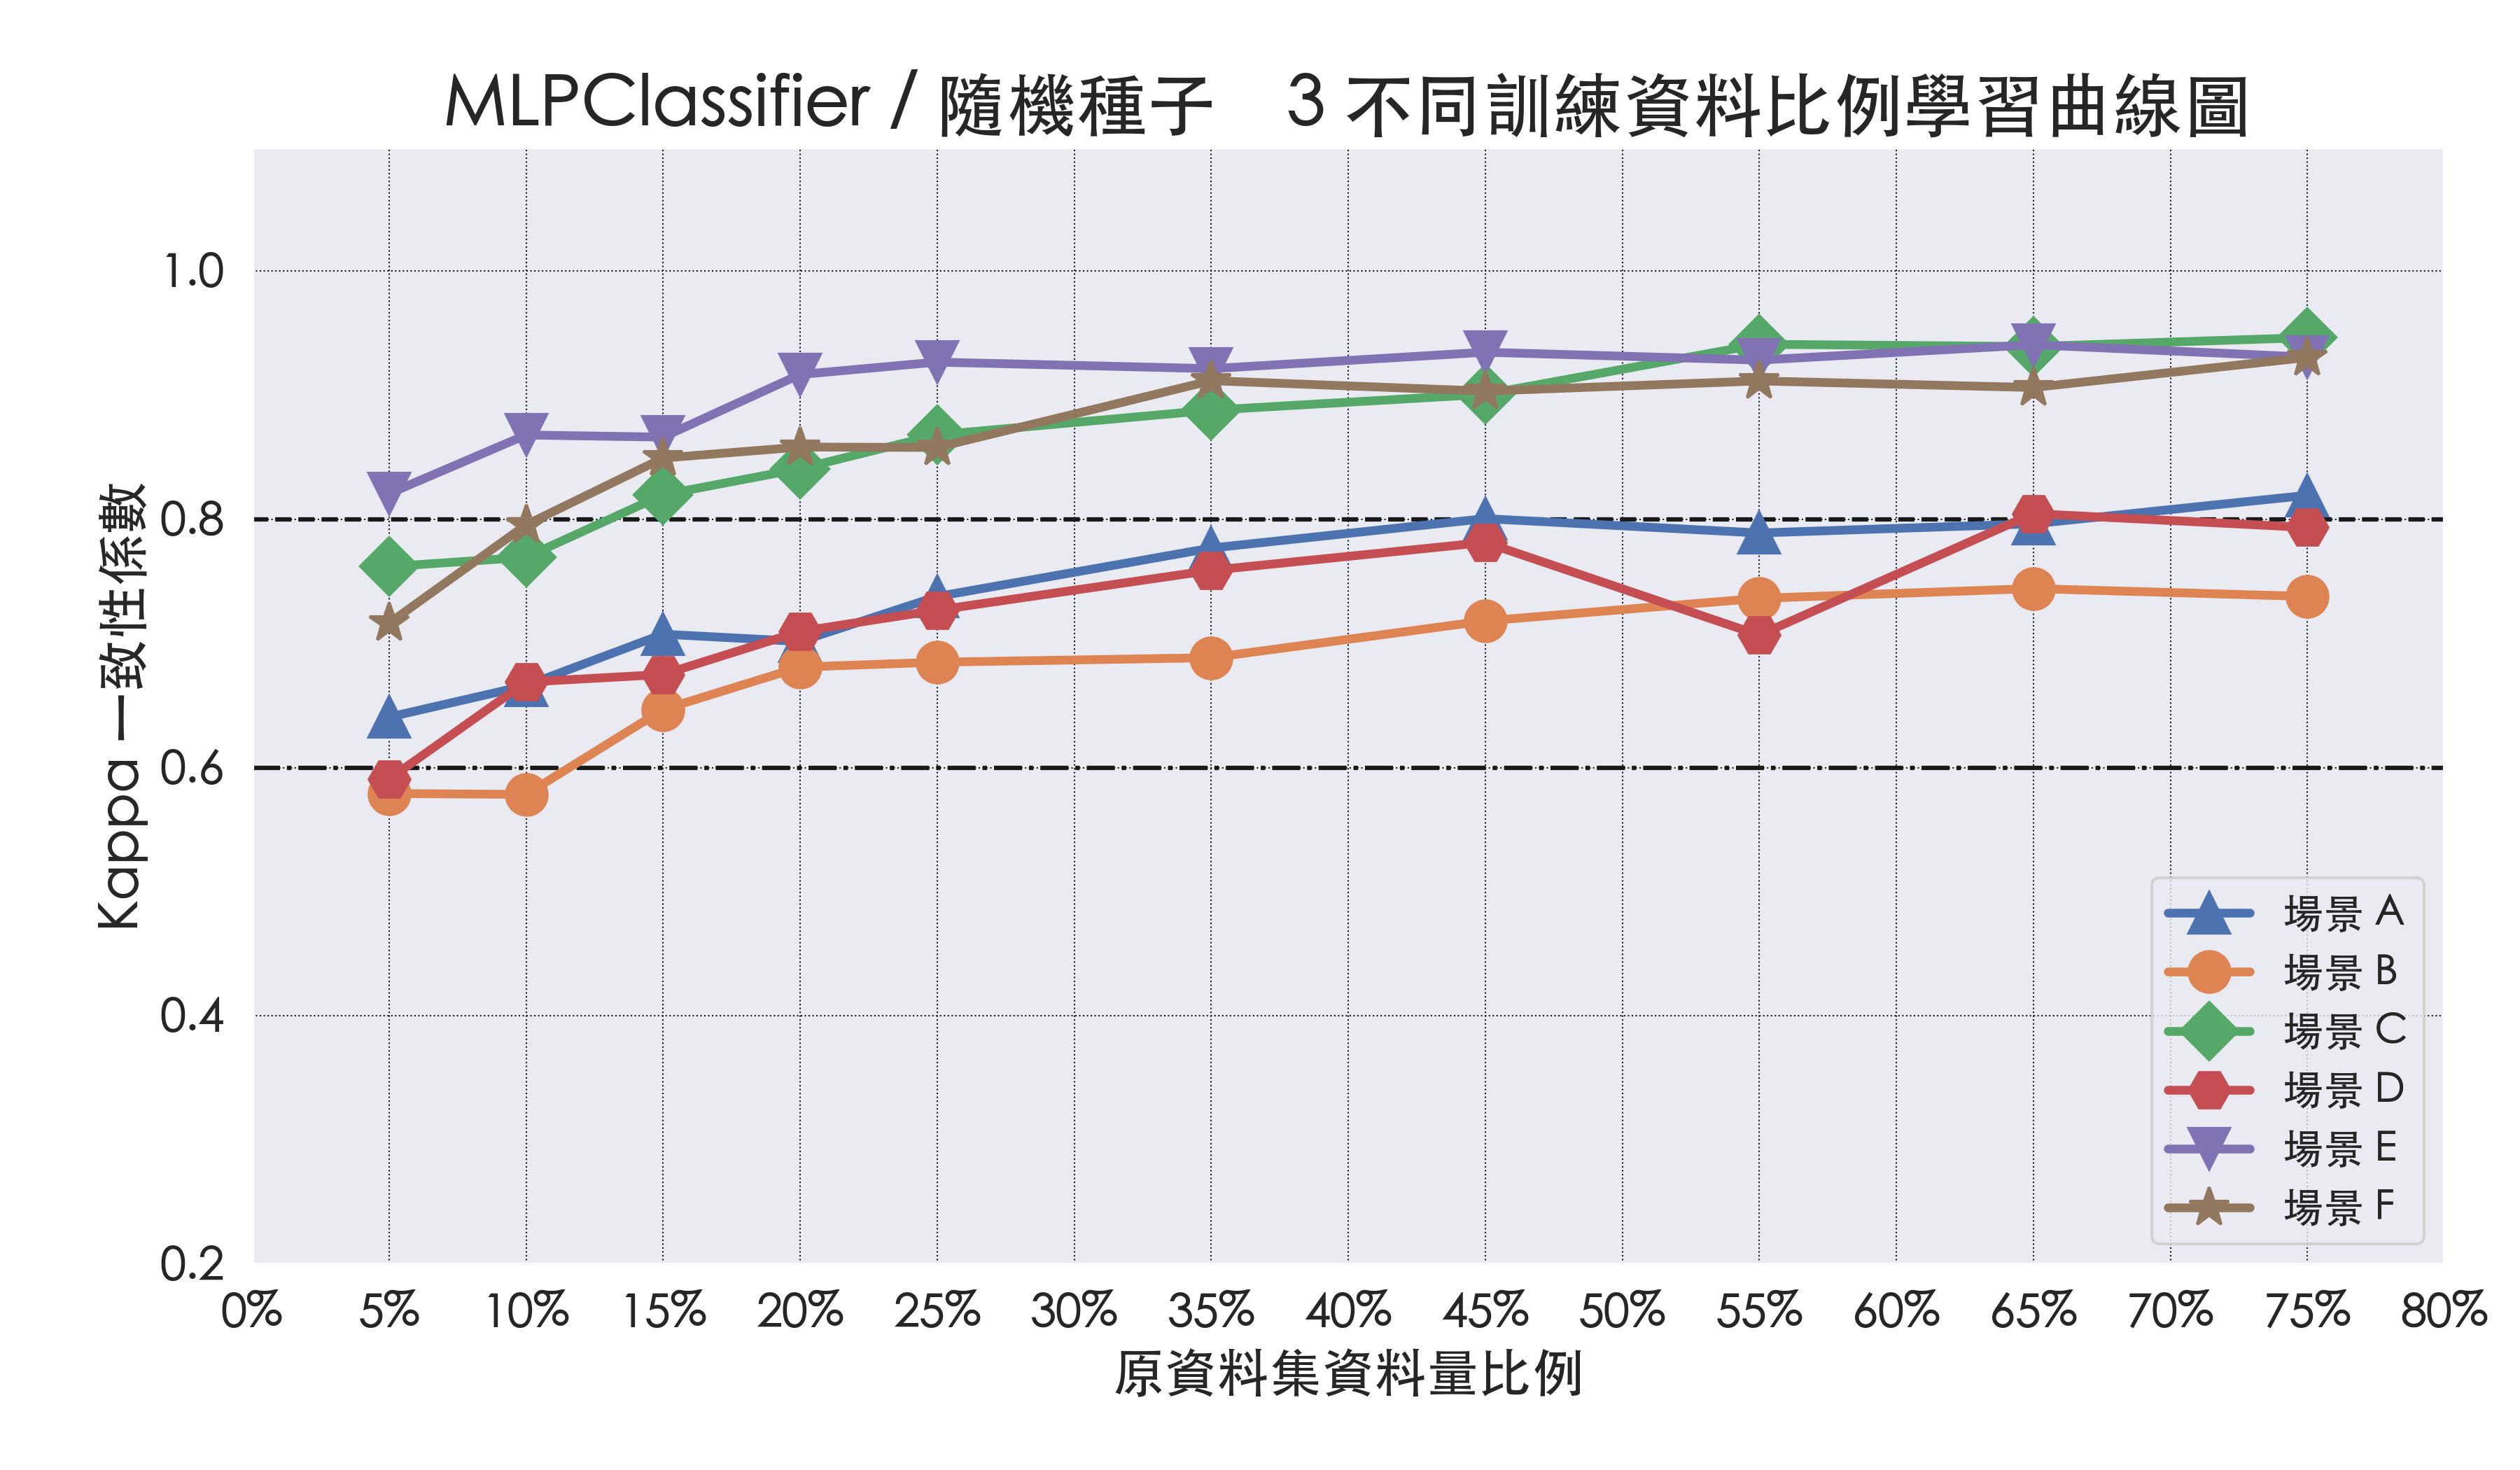 MLPClassifier / 隨機種子　3 不同訓練資料比例學習曲線圖
Kappa 一致性係數
1.0
0.8
0.6
0.4
0.2
0% 5% 10% 15% 20% 25% 30% 35% 40% 45% 50% 55% 60% 65% 70% 75% 80%
原資料集資料量比例
場景 A
場景 B
場景 C
場景 D
場景 E
場景 F